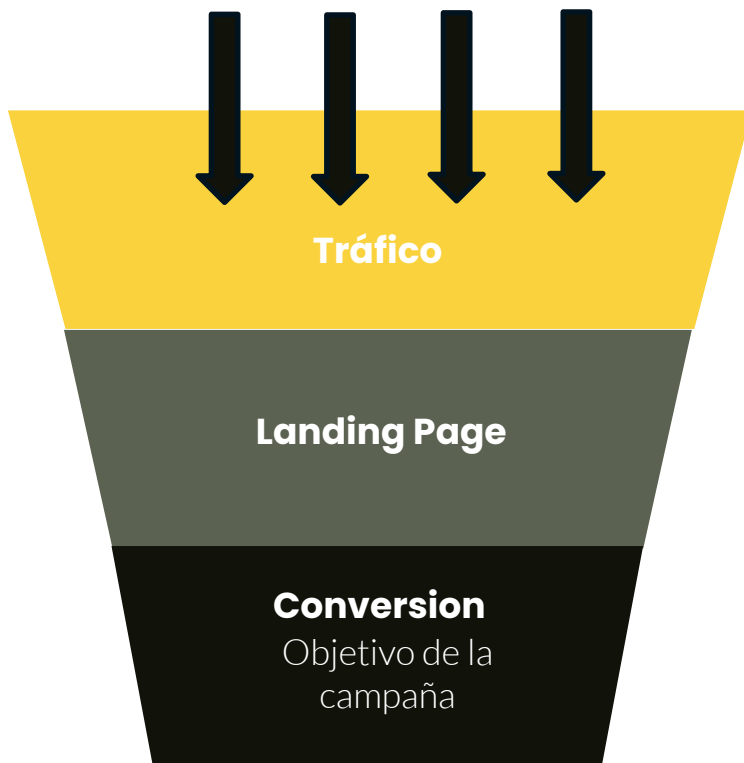 Tráfico
Landing Page
Conversion
Objetivo de la
campaña